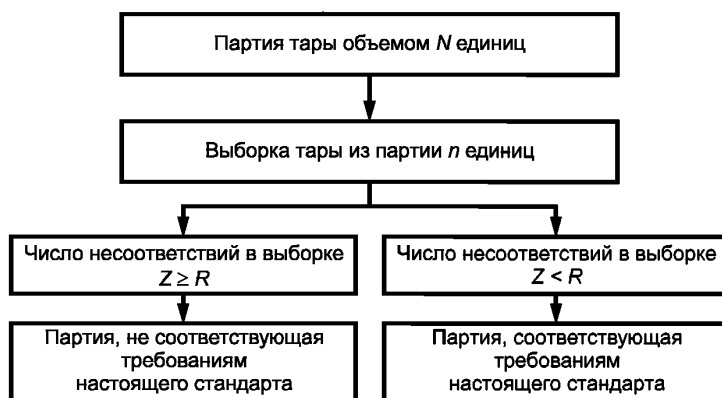 Партия тары объемом N единиц
Выборка тары из партии n единиц
Число несоответствий в выборке
Z ≥ R
Число несоответствий в выборке
Z < R
Партия, не соответствующая
требованиям
настоящего стандарта
Партия, соответствующая
требованиям
настоящего стандарта